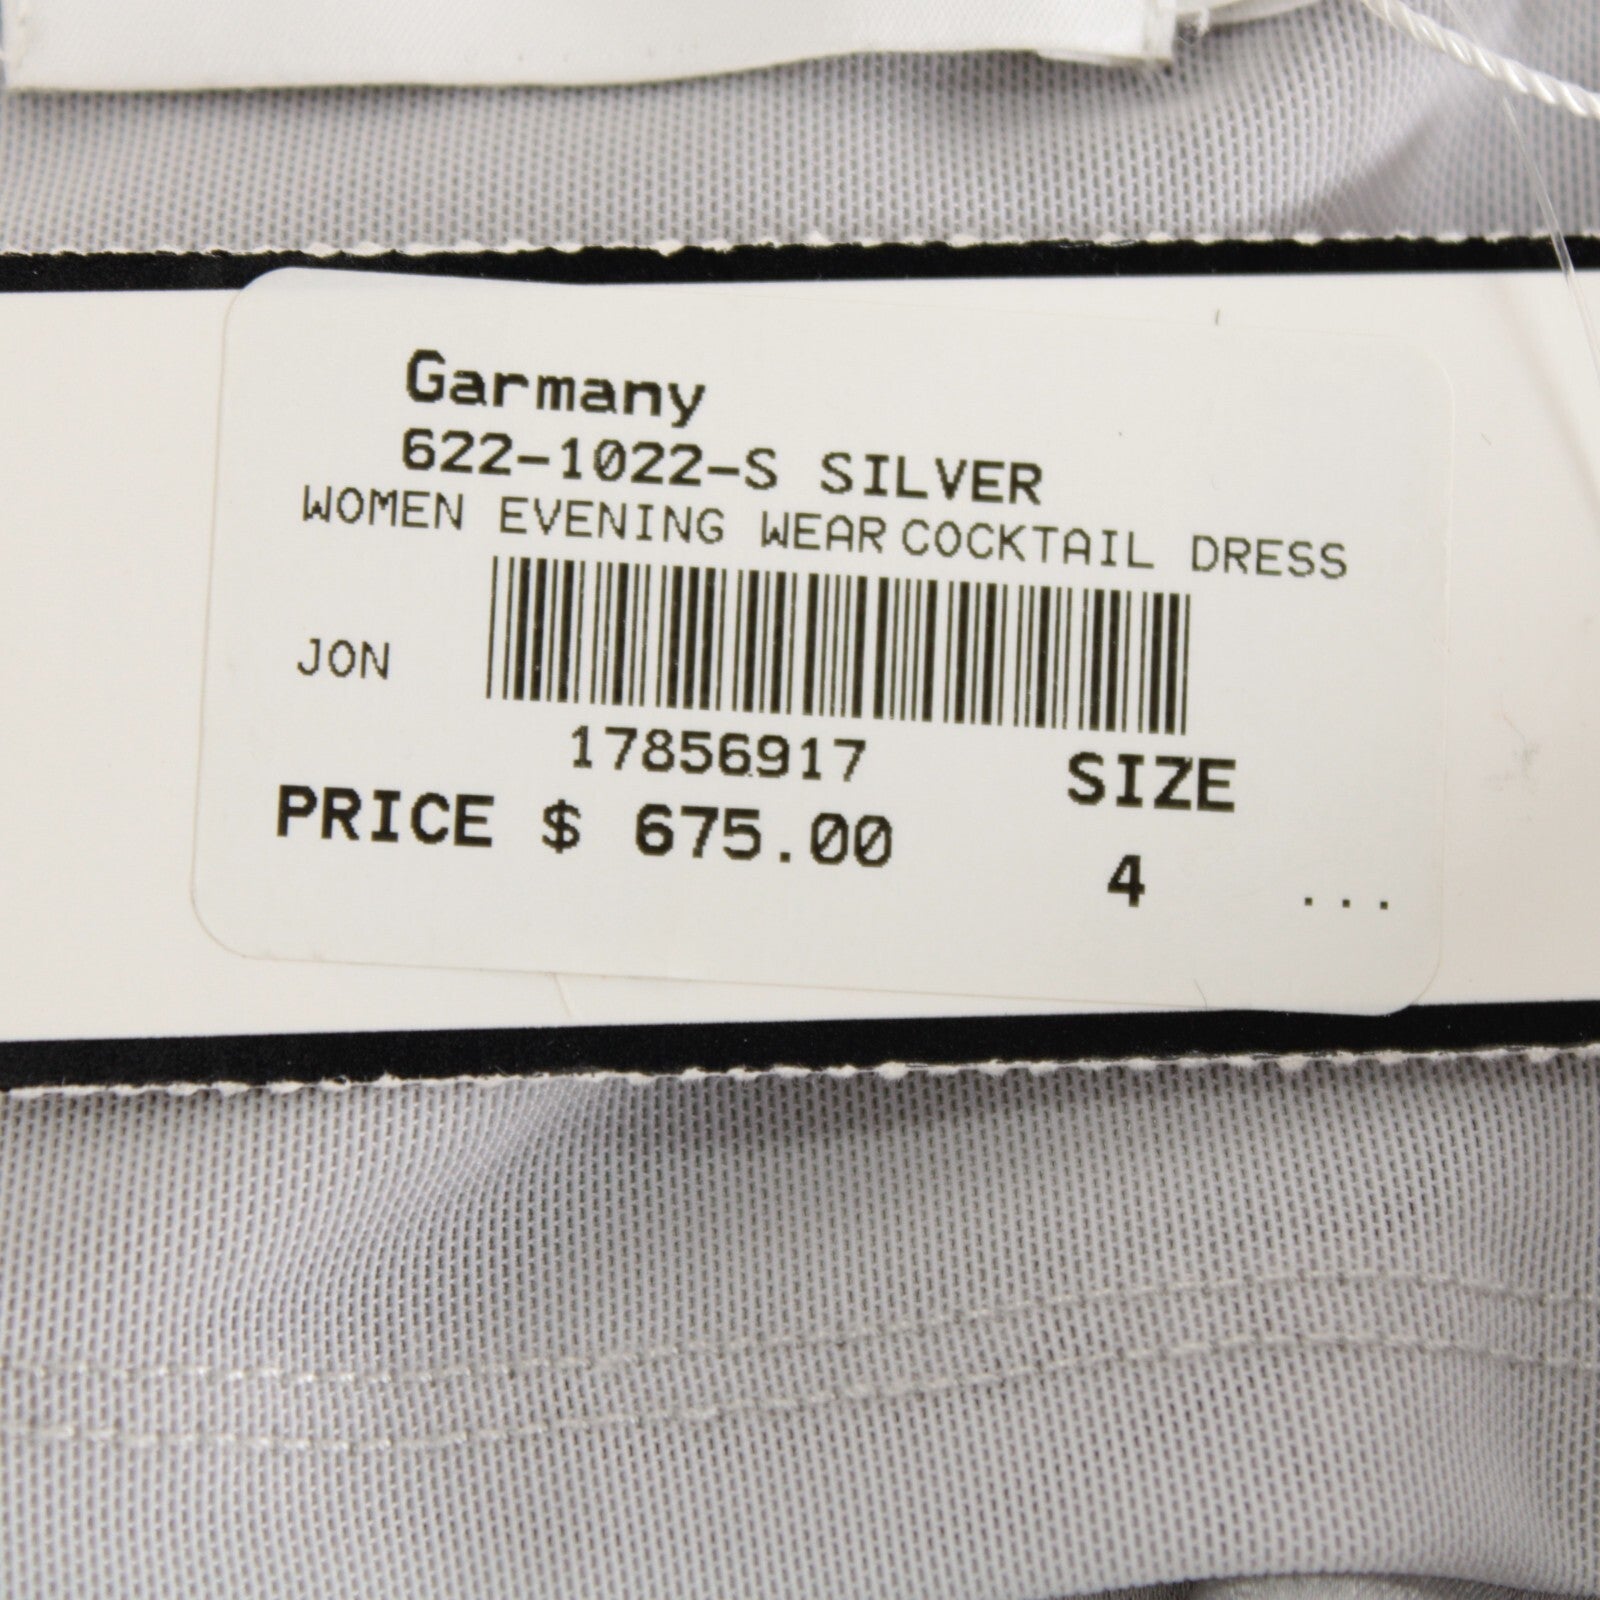 Garmany
622-1022-S SILVER
WOMEN EVENING WEAR COCKTAIL DRESS
JON
17856917
SIZE
PRICE $ 675.00
4
...